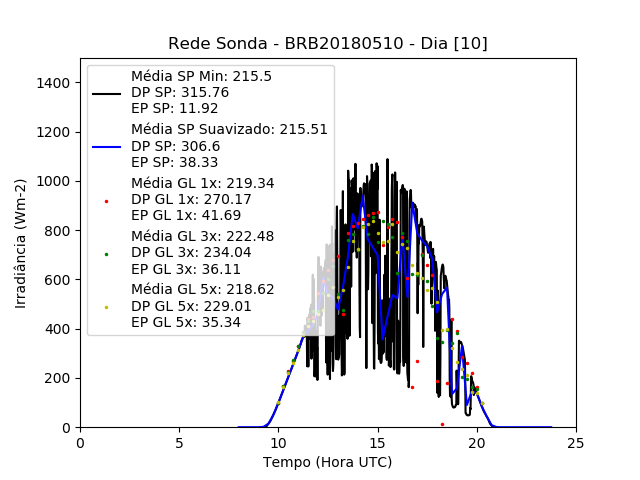 Rede Sonda - BRB20180510 - Dia [10]
Média SP Min: 215.5
DP SP: 315.76
EP SP: 11.92
Média SP Suavizado: 215.51
DP SP: 306.6
EP SP: 38.33
Média GL 1x: 219.34
DP GL 1x: 270.17
EP GL 1x: 41.69
Média GL 3x: 222.48
DP GL 3x: 234.04
EP GL 3x: 36.11
Média GL 5x: 218.62
DP GL 5x: 229.01
EP GL 5x: 35.34
Irradiância (Wm-2)
1400
1200
1000
800
600
400
200
0
0 5 10 15 20 25
Tempo (Hora UTC)